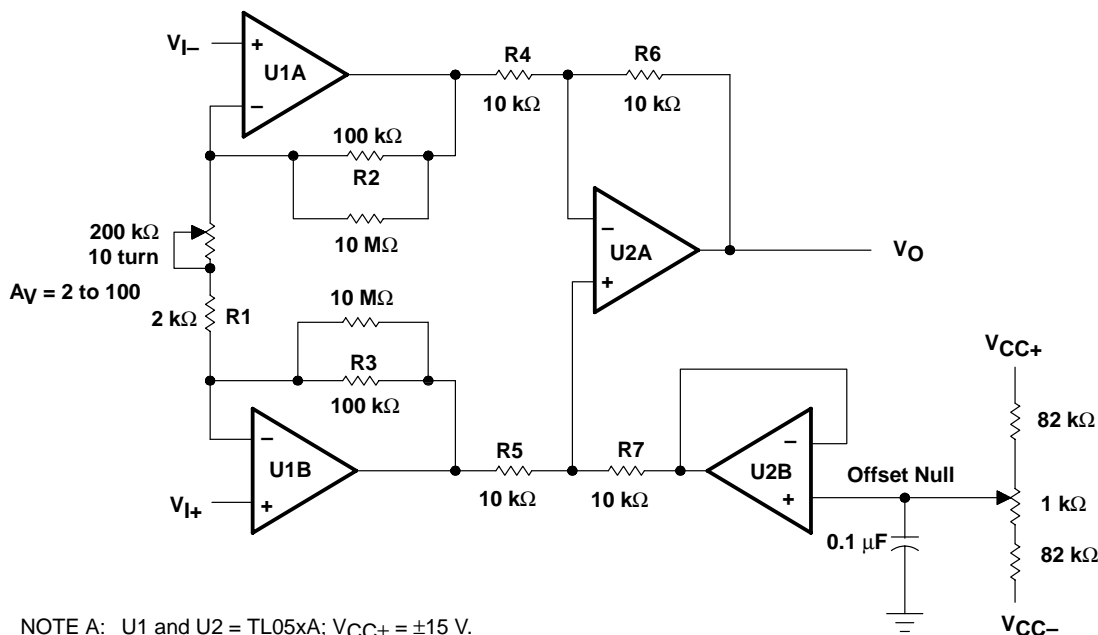 VI–
+
U1A
–
R4
10 kΩ
R6
10 kΩ
100 kΩ
R2
10 MΩ
200 kΩ
10 turn
AV = 2 to 100
2 kΩ
R1
–
U2A
+
VO
10 MΩ
R3
100 kΩ
–
U1B
+
VI+
R5
10 kΩ
R7
10 kΩ
–
U2B
+
Offset Null
0.1 μF
VCC+
82 kΩ
1 kΩ
82 kΩ
VCC–
NOTE A: U1 and U2 = TL05xA; VCC+ = ±15 V.